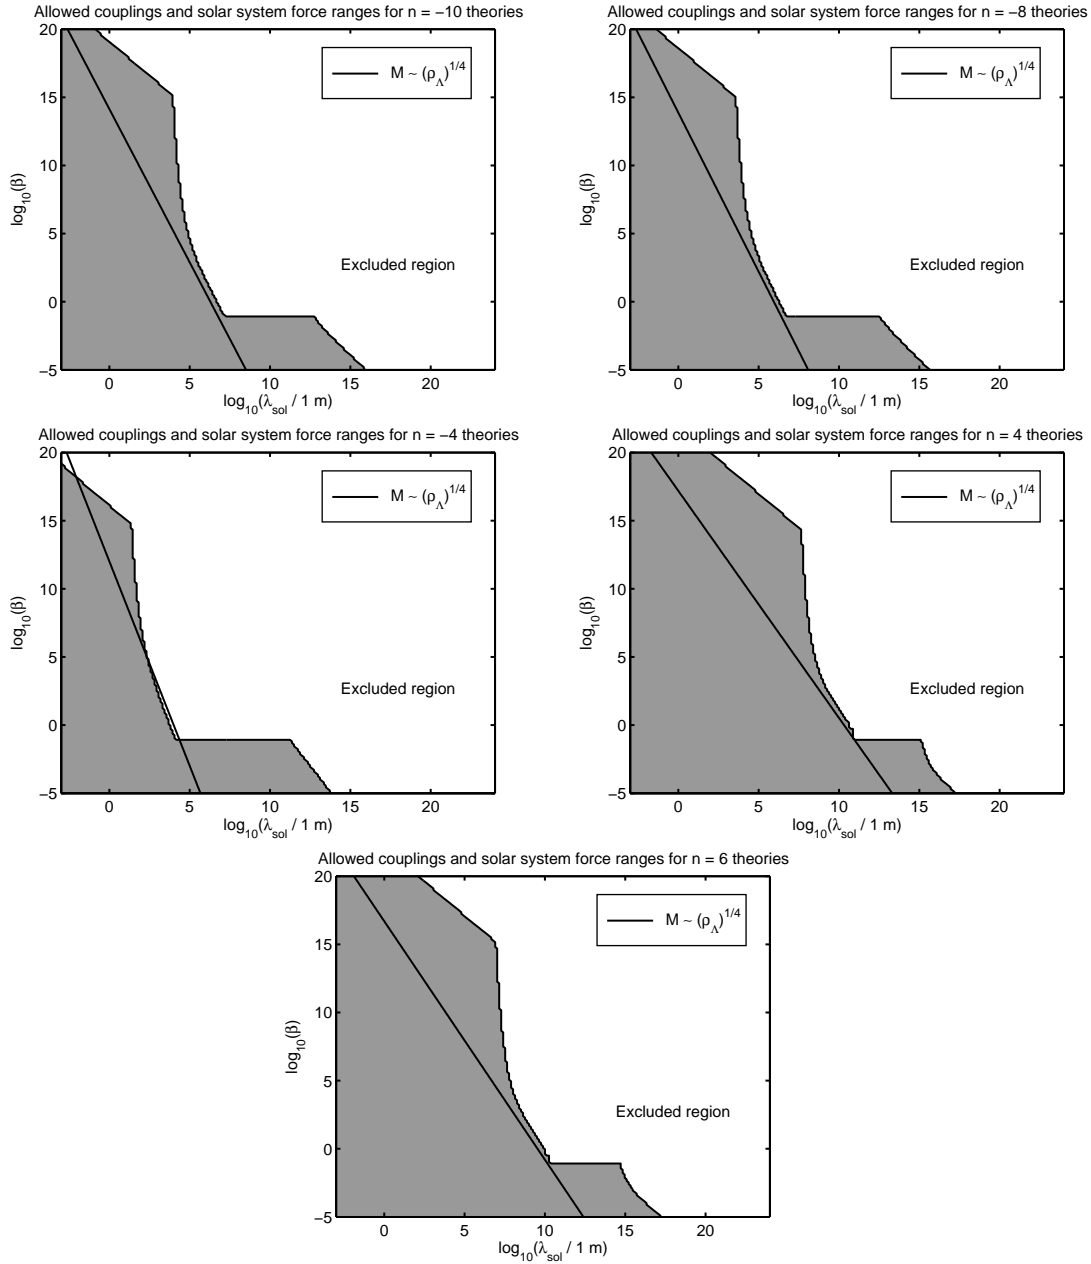 Allowed couplings and solar system force ranges for n = −10 theories
20
15
10
5
0
−5
log10(β)
M ~ (ρΛ)1/4
Excluded region
0 5 10 15 20
log10(λsol / 1 m)
Allowed couplings and solar system force ranges for n = −8 theories
20
15
10
5
0
−5
log10(β)
M ~ (ρΛ)1/4
Excluded region
0 5 10 15 20
log10(λsol / 1 m)
Allowed couplings and solar system force ranges for n = −4 theories
20
15
10
5
0
−5
log10(β)
M ~ (ρΛ)1/4
Excluded region
0 5 10 15 20
log10(λsol / 1 m)
Allowed couplings and solar system force ranges for n = 4 theories
20
15
10
5
0
−5
log10(β)
M ~ (ρΛ)1/4
Excluded region
0 5 10 15 20
log10(λsol / 1 m)
Allowed couplings and solar system force ranges for n = 6 theories
20
15
10
5
0
−5
log10(β)
M ~ (ρΛ)1/4
Excluded region
0 5 10 15 20
log10(λsol / 1 m)